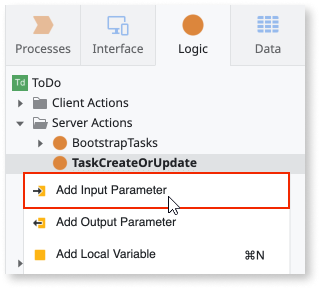 Processes Interface Logic Data
Td ToDo
Client Actions
Server Actions
BootstrapTasks
TaskCreateOrUpdate
Add Input Parameter
Add Output Parameter
Add Local Variable ⌘N